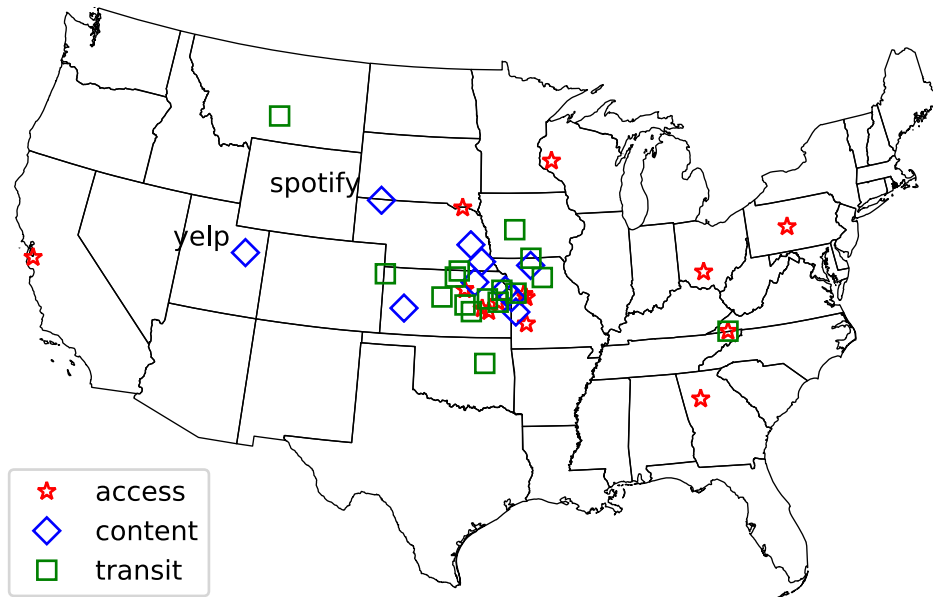 spotify
yelp
access
content
transit